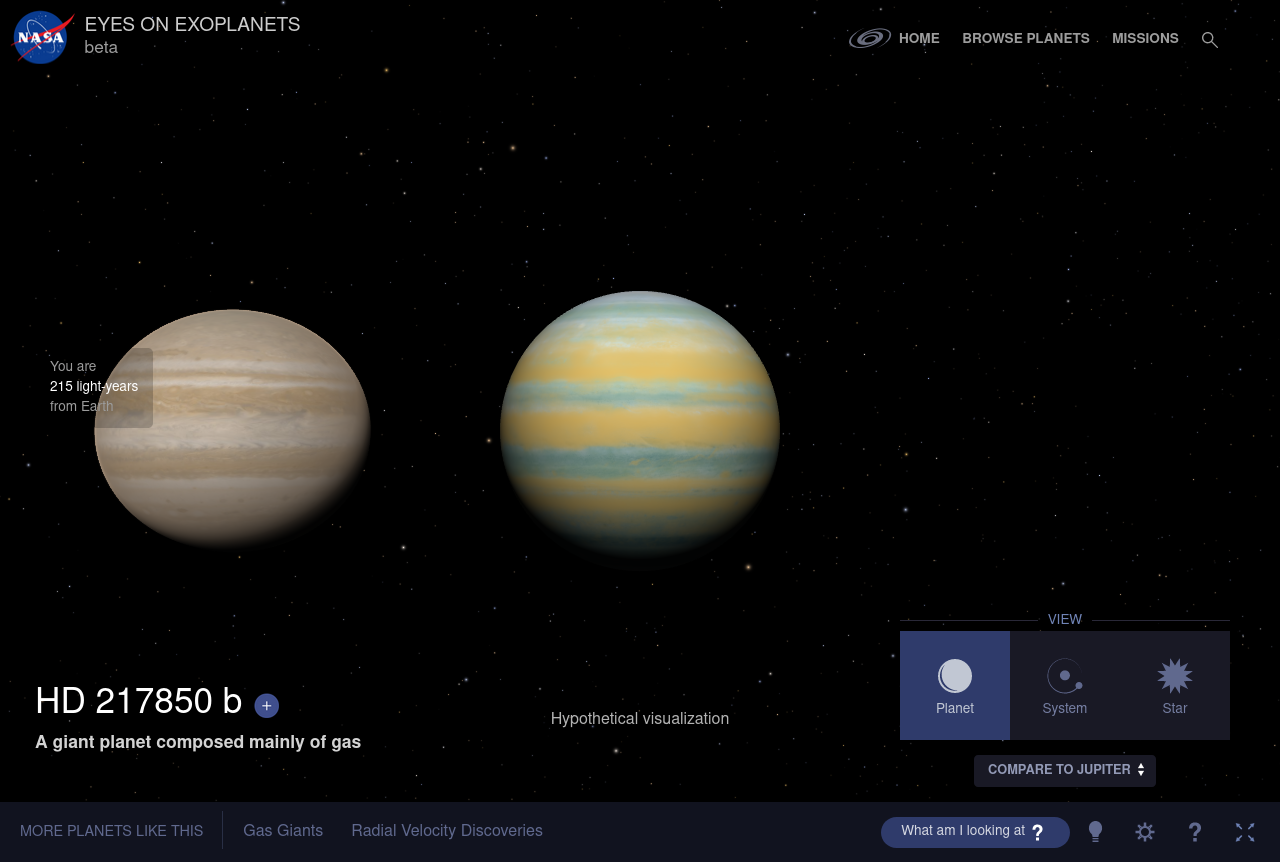 NASA
EYES ON EXOPLANETS
beta
HOME
BROWSE PLANETS
MISSIONS
You are
215 light-years
from Earth
VIEW
Planet
System
Star
HD 217850 b +
A giant planet composed mainly of gas
Hypothetical visualization
COMPARE TO JUPITER
MORE PLANETS LIKE THIS
Gas Giants
Radial Velocity Discoveries
What am I looking at ?
?